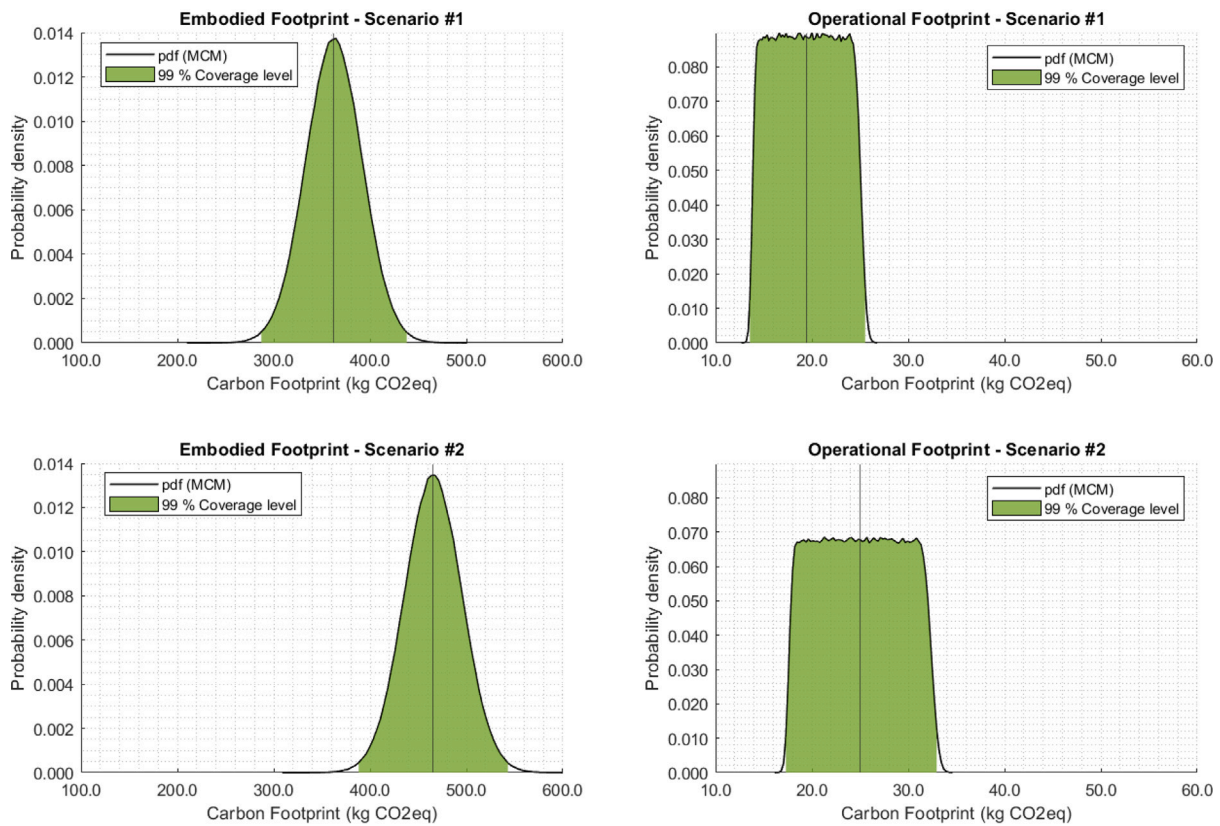 Embodied Footprint - Scenario #1
0.014
0.012
0.010
0.008
0.006
0.004
0.002
0.000
Probability density
pdf (MCM)
99 % Coverage level
100.0 200.0 300.0 400.0 500.0 600.0
Carbon Footprint (kg CO2eq)
Operational Footprint - Scenario #1
0.080
0.070
0.060
0.050
0.040
0.030
0.020
0.010
0.000
Probability density
pdf (MCM)
99 % Coverage level
10.0 20.0 30.0 40.0 50.0 60.0
Carbon Footprint (kg CO2eq)
Embodied Footprint - Scenario #2
0.014
0.012
0.010
0.008
0.006
0.004
0.002
0.000
Probability density
pdf (MCM)
99 % Coverage level
100.0 200.0 300.0 400.0 500.0 600.0
Carbon Footprint (kg CO2eq)
Operational Footprint - Scenario #2
0.080
0.070
0.060
0.050
0.040
0.030
0.020
0.010
0.000
Probability density
pdf (MCM)
99 % Coverage level
10.0 20.0 30.0 40.0 50.0 60.0
Carbon Footprint (kg CO2eq)